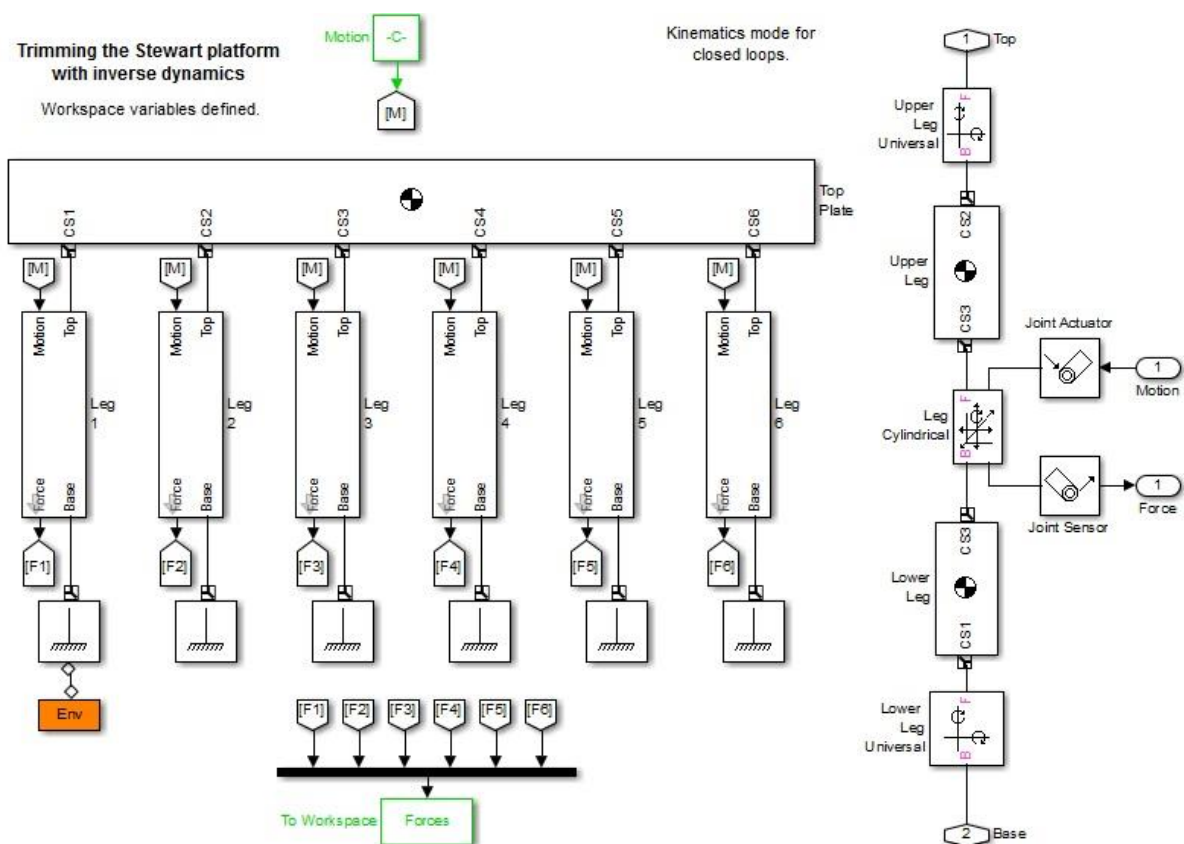 Trimming the Stewart platform
with inverse dynamics
Workspace variables defined.
Motion
-C-
[M]
Kinematics mode for
closed loops.
CS1
CS2
CS3
CS4
CS5
CS6
Top
Plate
[M]
[M]
[M]
[M]
[M]
[M]
Motion
Top
Force
Base
Leg
1
Motion
Top
Force
Base
Leg
2
Motion
Top
Force
Base
Leg
3
Motion
Top
Force
Base
Leg
4
Motion
Top
Force
Base
Leg
5
Motion
Top
Force
Base
Leg
6
[F1]
[F2]
[F3]
[F4]
[F5]
[F6]
Env
[F1]
[F2]
[F3]
[F4]
[F5]
[F6]
To Workspace
Forces
1
Top
Upper
Leg
Universal
F
B
CS2
Upper
Leg
CS3
Joint Actuator
1
Motion
Leg
Cylindrical
F
B
Joint Sensor
1
Force
CS3
Lower
Leg
CS1
Lower
Leg
Universal
F
B
2
Base